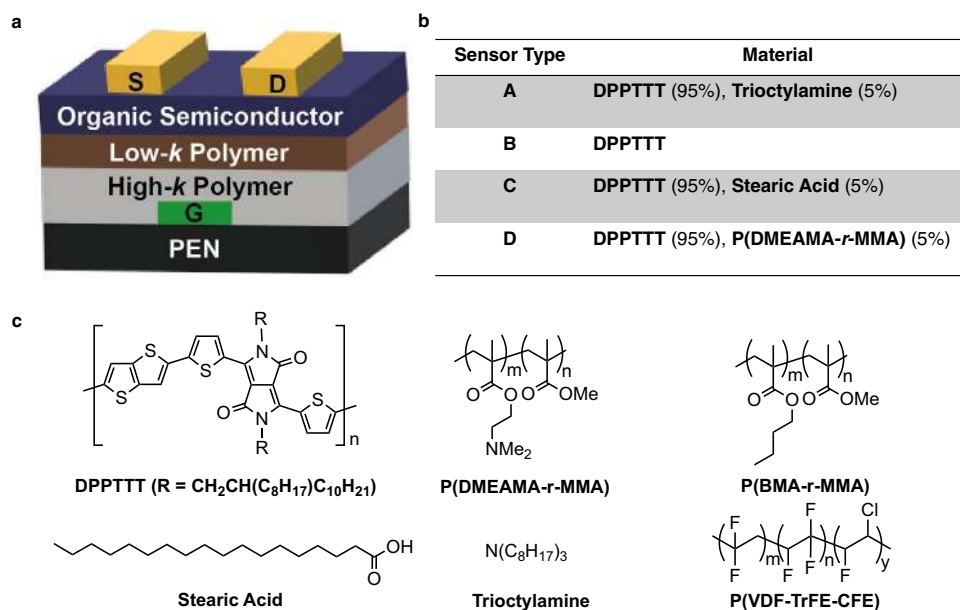 a
S
D
Organic Semiconductor
Low-k Polymer
High-k Polymer
G
PEN
b
Sensor Type Material
A DPPTTT (95%), Trioctylamine (5%)
B DPPTTT
C DPPTTT (95%), Stearic Acid (5%)
D DPPTTT (95%), P(DMEAMA-r-MMA) (5%)
c
R
S
S
N
O
S
S
O
N
R
n
DPPTTT (R = CH2CH(C8H17)C10H21)
m
n
O
O
O
OMe
NMe2
P(DMEAMA-r-MMA)
m
n
O
O
O
OMe
P(BMA-r-MMA)
OH
O
Stearic Acid
N(C8H17)3
Trioctylamine
F
F
Cl
F
m
F
F
n
F
y
P(VDF-TrFE-CFE)